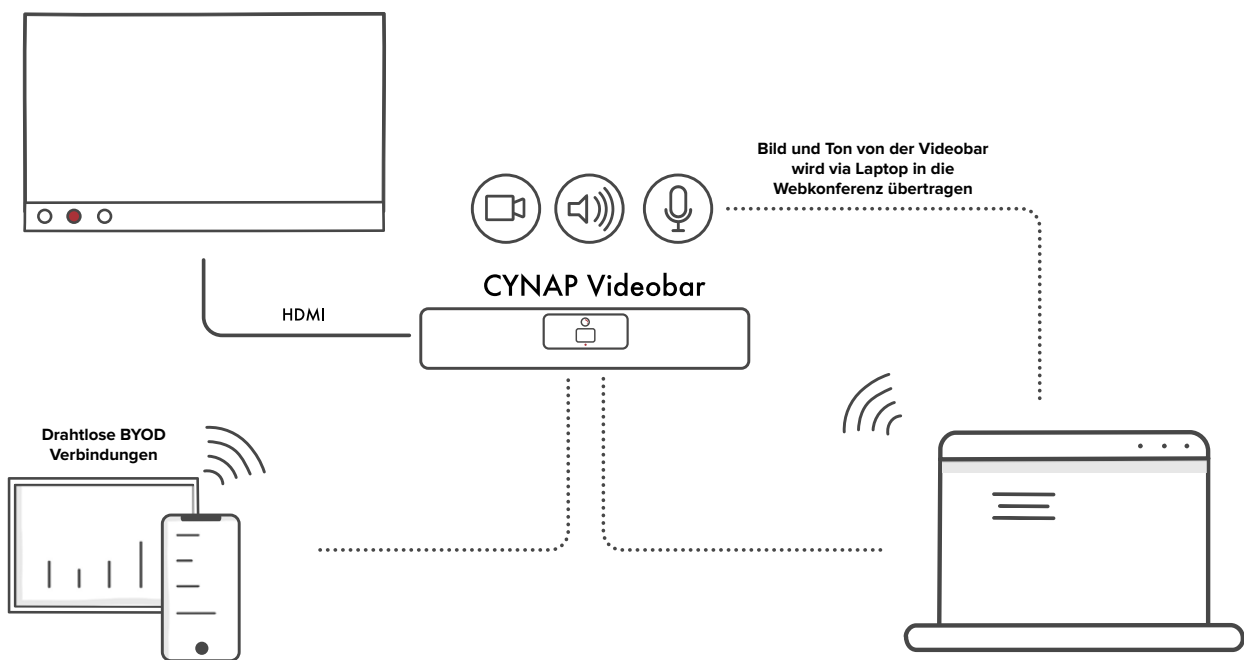 Bild und Ton von der Videobar
wird via Laptop in die
Webkonferenz übertragen
CYNAP Videobar
HDMI
Drahtlose BYOD
Verbindungen